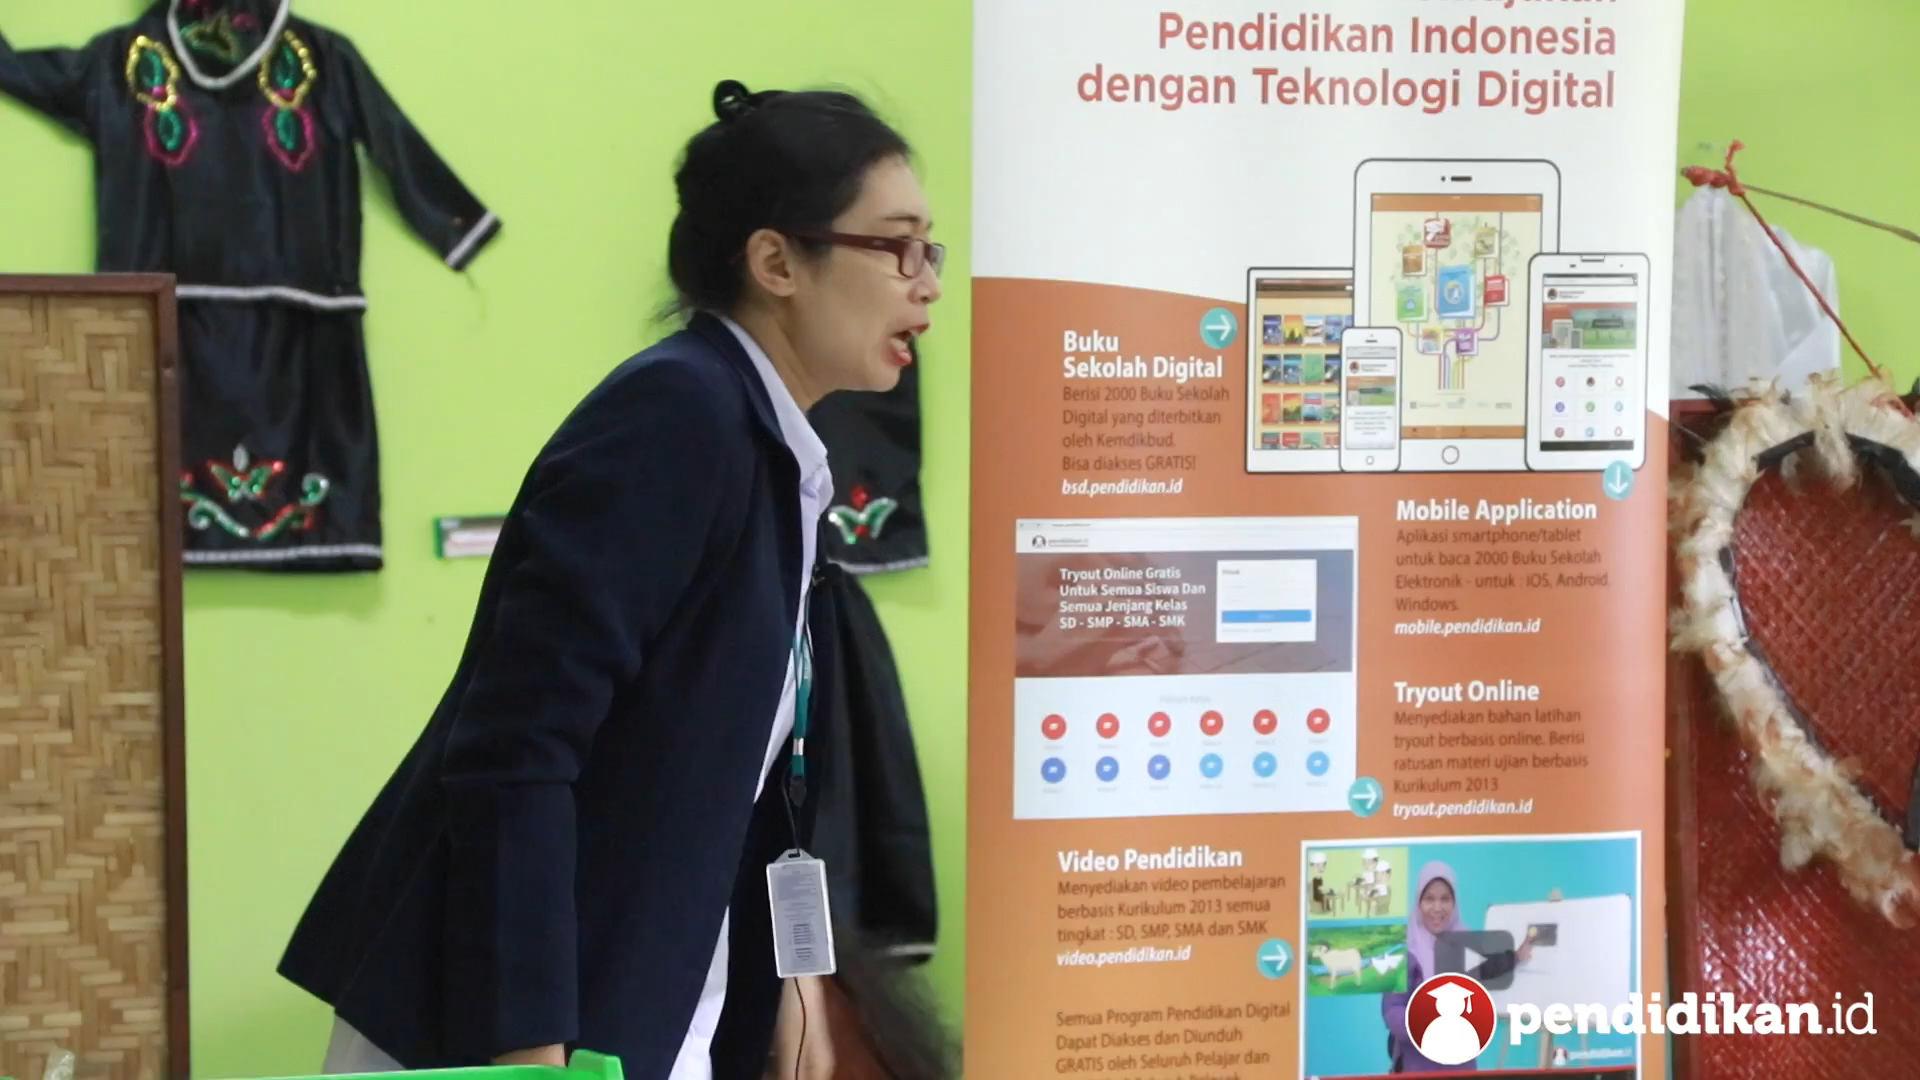 Pendidikan Indonesia
dengan Teknologi Digital
Buku
Sekolah Digital
Berisi 2000 Buku Sekolah
Digital yang diterbitkan
oleh Kemdikbud.
Bisa diakses GRATIS!
bsd.pendidikan.id
Mobile Application
Aplikasi smartphone/tablet
untuk baca 2000 Buku Sekolah
Elektronik - untuk : iOS, Android,
Windows.
mobile.pendidikan.id
pendidikan.id
Tryout Online Gratis
Untuk Semua Siswa Dan
Semua Jenjang Kelas
SD - SMP - SMA - SMK
Tryout Online
Menyediakan bahan latihan
tryout berbasis online. Berisi
ratusan materi ujian berbasis
Kurikulum 2013
tryout.pendidikan.id
Video Pendidikan
Menyediakan video pembelajaran
berbasis Kurikulum 2013 semua
tingkat : SD, SMP, SMA dan SMK
video.pendidikan.id
Semua Program Pendidikan Digital
Dapat Diakses dan Diunduh
GRATIS oleh Seluruh Pelajar dan
pendidikan.id
pendidikan.id